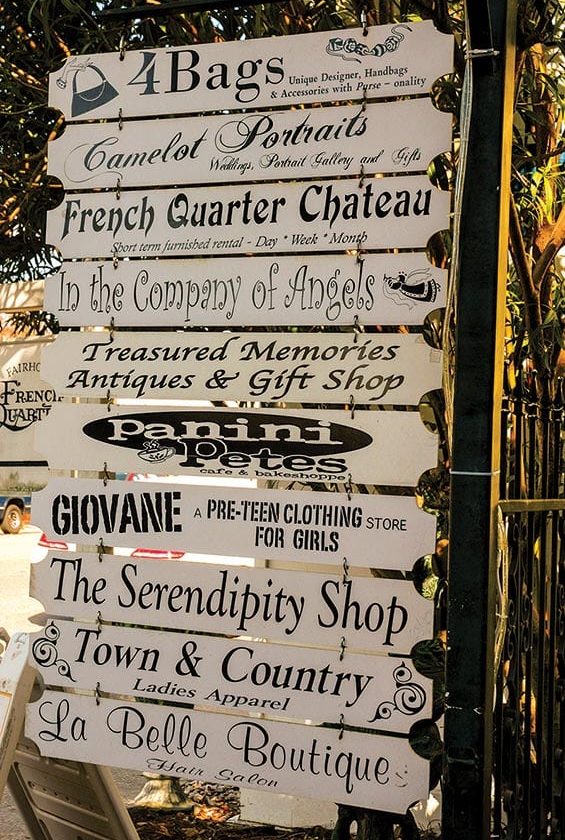 4Bags
Unique Designer, Handbags
& Accessories with Purse - onality
Camelot Portraits
Weddings, Portrait Gallery and Gifts
French Quarter Chateau
Short term furnished rental - Day * Week * Month
In the Company of Angels
Treasured Memories
Antiques & Gift Shop
Panini
Petes
cafe & bakeshoppe
GIOVANE A PRE-TEEN CLOTHING STORE
FOR GIRLS
The Serendipity Shop
Town & Country
Ladies Apparel
La Belle Boutique
Hair Salon
FAIRHO
FRENCH
QUART